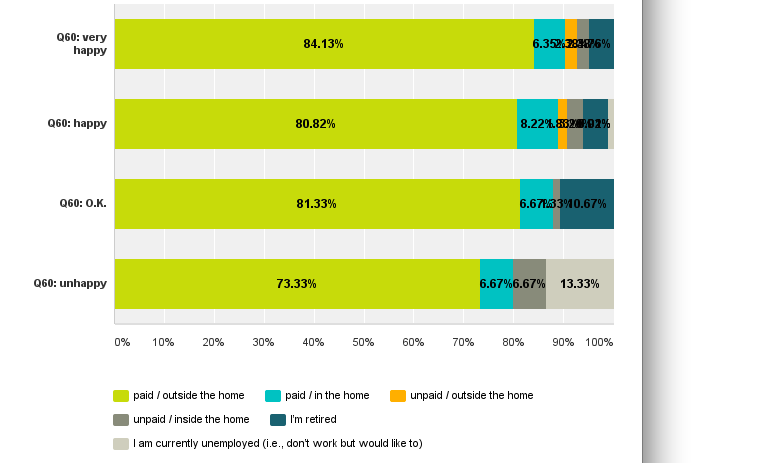 Q60: very
happy
84.13%
6.35%
Q60: happy
80.82%
8.22%
Q60: O.K.
81.33%
6.67%
10.67%
Q60: unhappy
73.33%
6.67%
6.67%
13.33%
0% 10% 20% 30% 40% 50% 60% 70% 80% 90% 100%
paid / outside the home paid / in the home unpaid / outside the home
unpaid / inside the home I'm retired
I am currently unemployed (i.e., don't work but would like to)